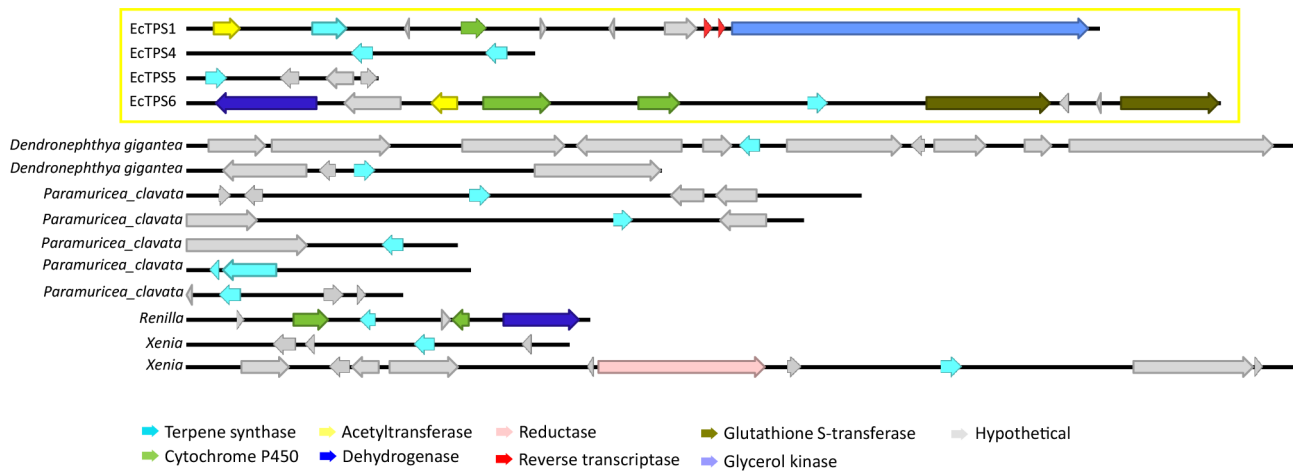 EcTPS1
EcTPS4
EcTPS5
EcTPS6
Dendronephthya gigantea
Dendronephthya gigantea
Paramuricea_clavata
Paramuricea_clavata
Paramuricea_clavata
Paramuricea_clavata
Paramuricea_clavata
Renilla
Xenia
Xenia
Terpene synthase Acetyltransferase Reductase Glutathione S-transferase Hypothetical
Cytochrome P450 Dehydrogenase Reverse transcriptase Glycerol kinase